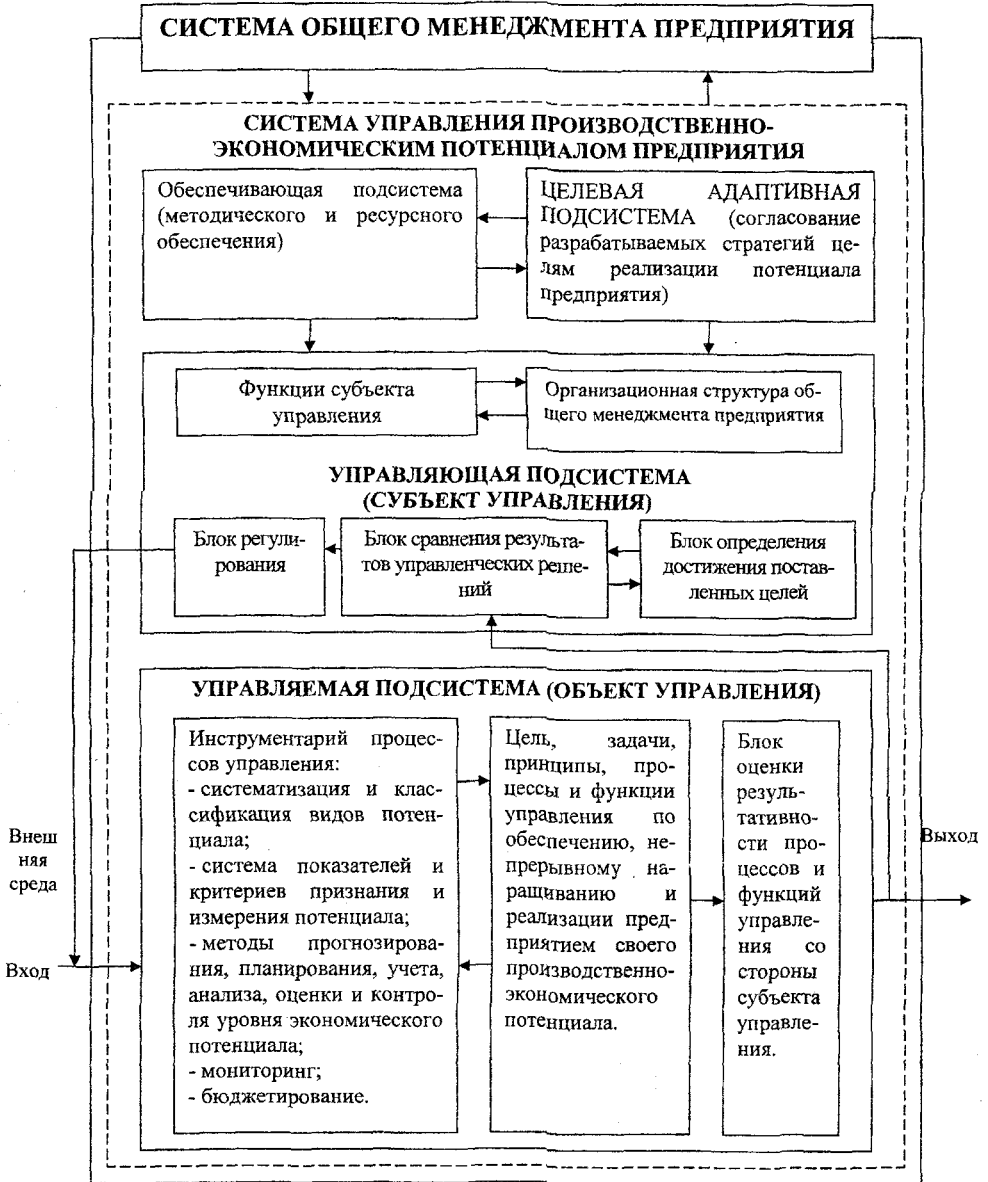 СИСТЕМА ОБЩЕГО МЕНЕДЖМЕНТА ПРЕДПРИЯТИЯ
СИСТЕМА УПРАВЛЕНИЯ ПРОИЗВОДСТВЕННО-
ЭКОНОМИЧЕСКИМ ПОТЕНЦИАЛОМ ПРЕДПРИЯТИЯ
Обеспечивающая подсистема
(методического и ресурсного
обеспечения)
ЦЕЛЕВАЯ АДАПТИВНАЯ
ПОДСИСТЕМА (согласование
разрабатываемых стратегий це-
лям реализации потенциала
предприятия)
Функции субъекта
управления
Организационная структура об-
щего менеджмента предприятия
УПРАВЛЯЮЩАЯ ПОДСИСТЕМА
(СУБЪЕКТ УПРАВЛЕНИЯ)
Блок регули-
рования
Блок сравнения результа-
тов управленческих реше-
ний
Блок определения
достижения постав-
ленных целей
УПРАВЛЯЕМАЯ ПОДСИСТЕМА (ОБЪЕКТ УПРАВЛЕНИЯ)
Инструментарий процес-
сов управления:
- систематизация и клас-
сификация видов потен-
циала;
- система показателей и
критериев признания и
измерения потенциала;
- методы прогнозирова-
ния, планирования, учета,
анализа, оценки и контро-
ля уровня экономического
потенциала;
- мониторинг;
- бюджетирование.
Цель, задачи,
принципы, про-
цессы и функции
управления по
обеспечению, не-
прерывному на-
ращиванию и
реализации пред-
приятием своего
производственно-
экономического
потенциала.
Блок
оценки
резуль-
тативно-
сти про-
цессов и
функций
управле-
ния со
стороны
субъекта
управле-
ния.
Внеш
няя
среда
Вход
Выход